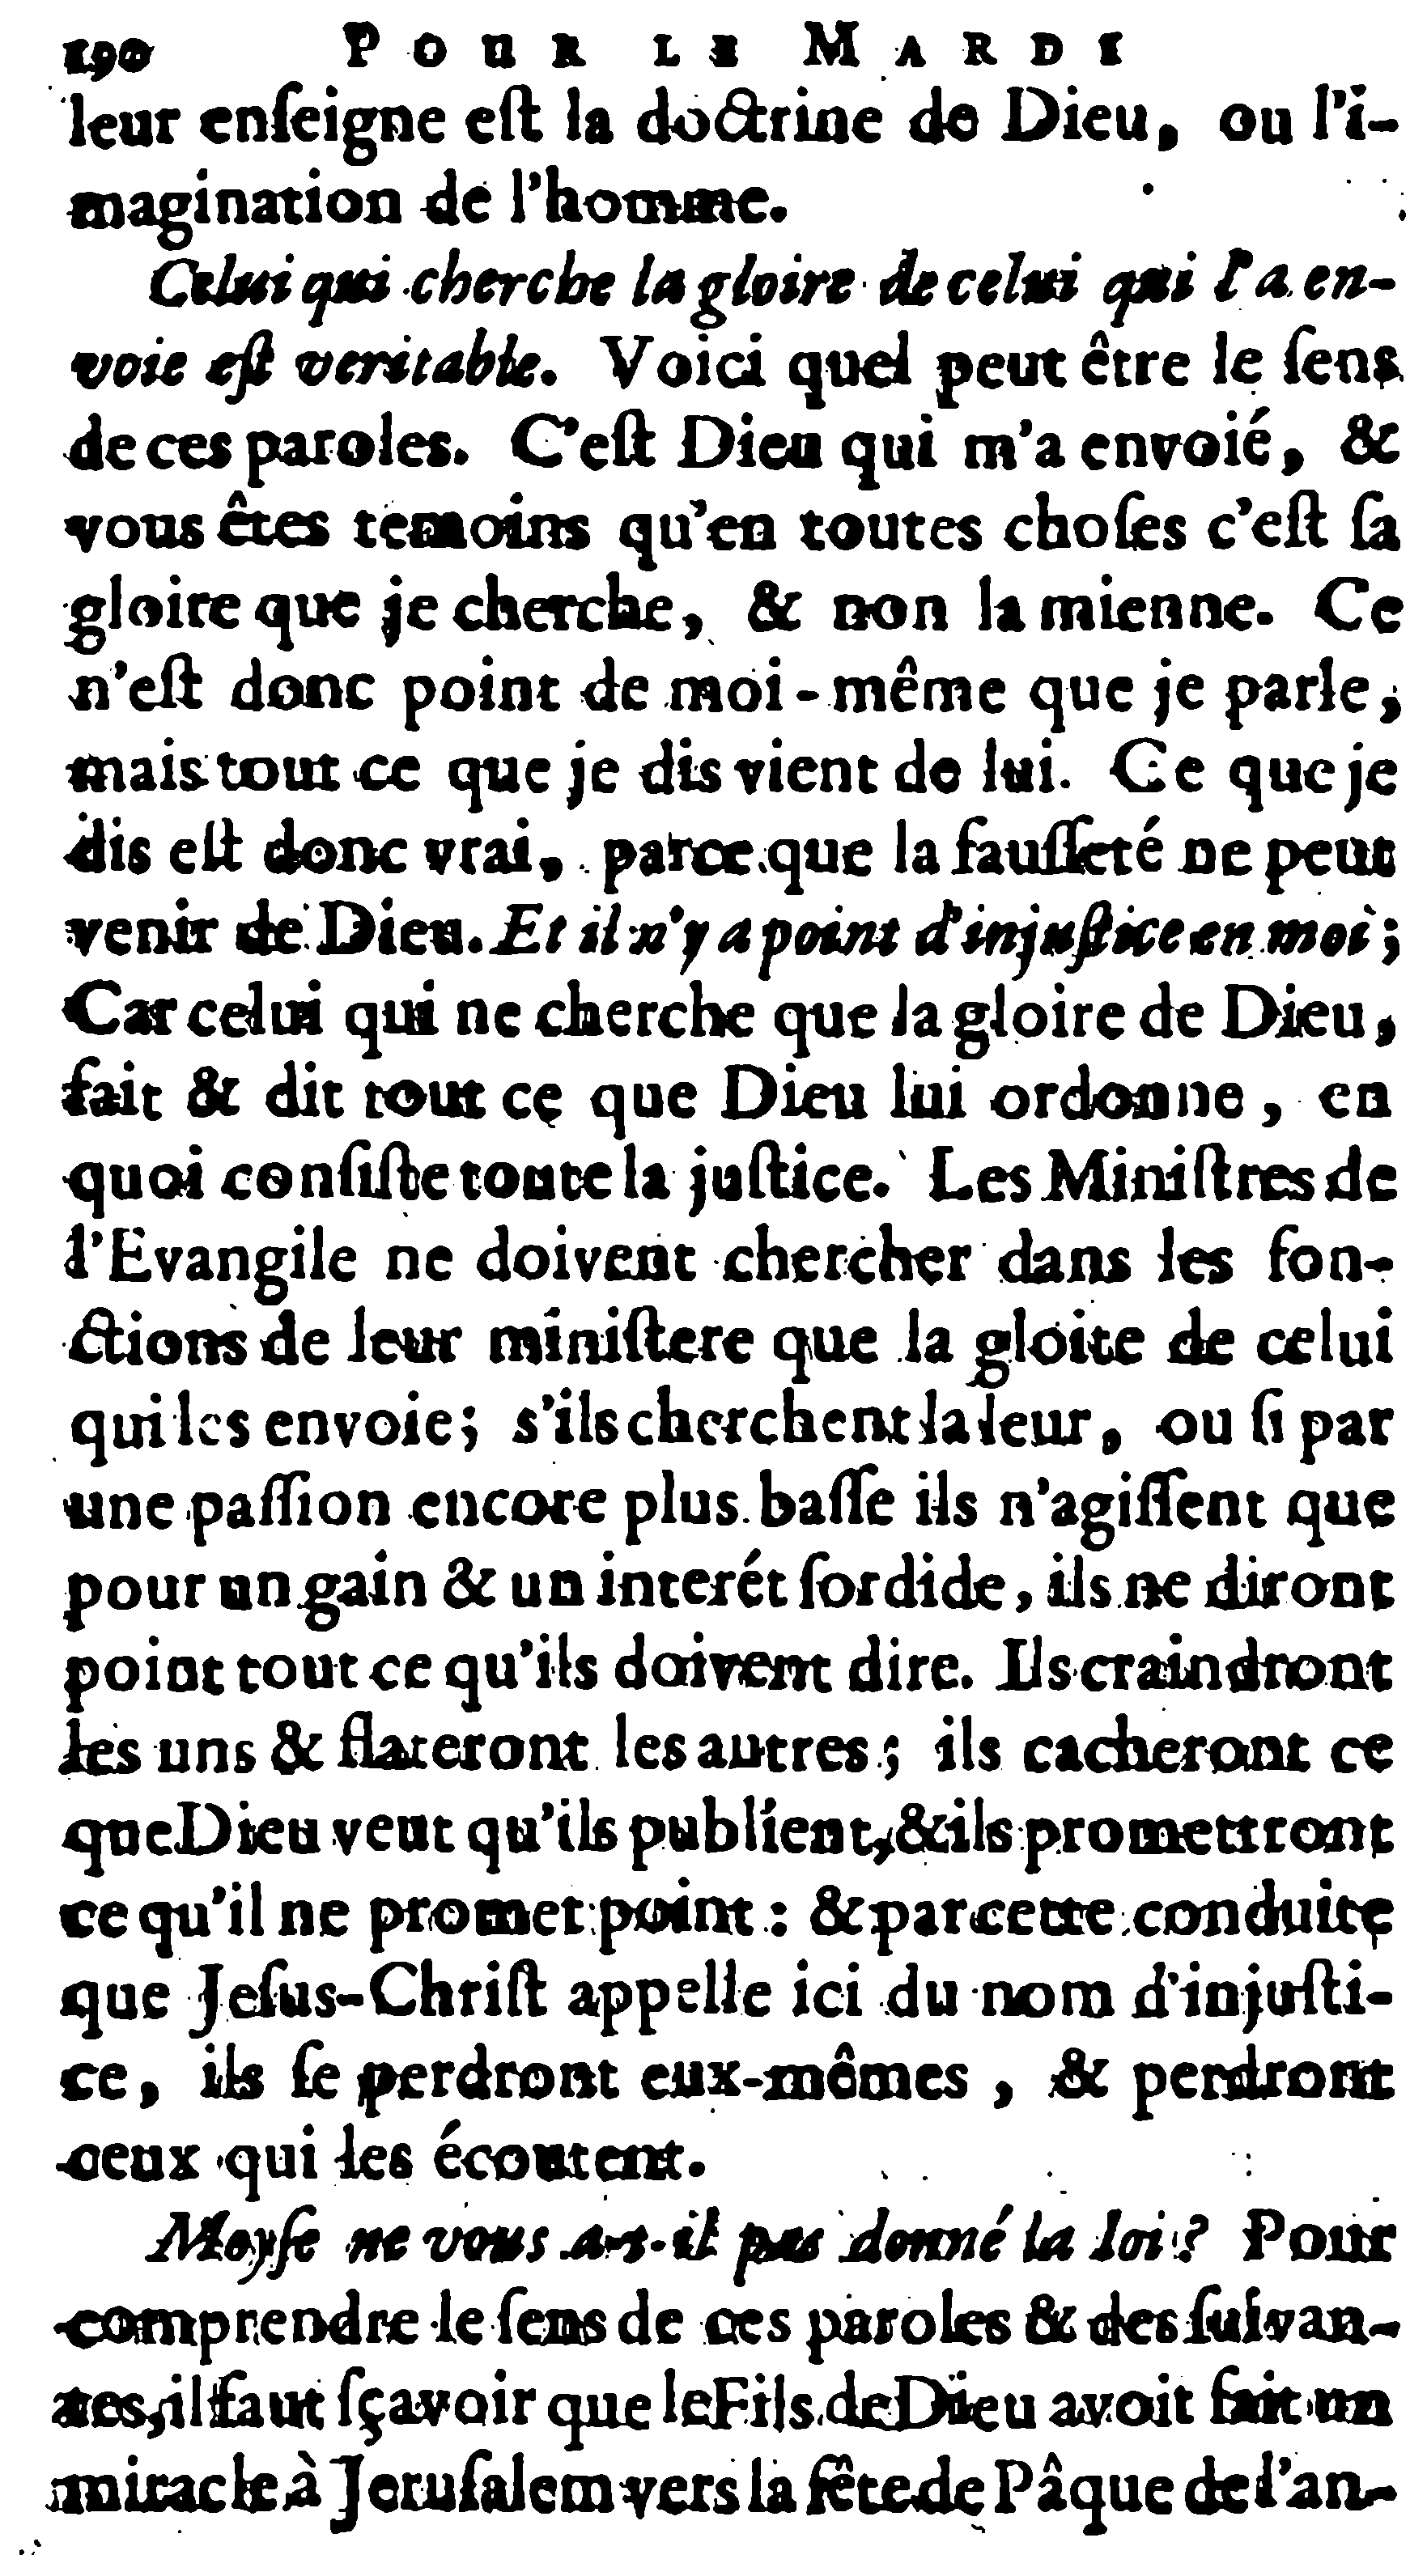 190 POUR LE MARDI
leur enſeigne eſt la doctrine de Dieu, ou l'i-
magination de l'homme.
Celui qui cherche la gloire de celui qui l'a en-
voie eſt veritable. Voici quel peut être le ſens
de ces paroles. C'eſt Dieu qui m'a envoié, &
vous êtes temoins qu'en toutes choſes c'eſt ſa
gloire que je cherche, & non la mienne. Ce
n'eſt donc point de moi-même que je parle,
mais tout ce que je dis vient de lui. Ce que je
dis eſt donc vrai, parce que la fauſſeté ne peut
venir de Dieu. Et il n'y a point d'injuſtice en moi;
Car celui qui ne cherche que la gloire de Dieu,
fait & dit tout ce que Dieu lui ordonne, en
quoi conſiſte toute la juſtice. Les Miniſtres de
l'Evangile ne doivent chercher dans les fon-
ctions de leur miniſtere que la gloite de celui
qui les envoie; s'ils cherchent la leur, ou ſi par
une paſſion encore plus baſſe ils n'agiſſent que
pour un gain & un interét ſordide, ils ne diront
point tout ce qu'ils doivent dire. Ils craindront
les uns & flateront les autres; ils cacheront ce
que Dieu veut qu'ils publient, & ils promettront
ce qu'il ne promet point: & par cette conduite
que Jeſus-Chriſt appelle ici du nom d'injuſti-
ce, ils ſe perdront eux-mêmes, & perdront
ceux qui les écoutent.
Moyſe ne vous a-t-il pas donné la loi? Pour
comprendre le ſens de ces paroles & des ſuivan-
tes, il faut ſçavoir que le Fils de Dieu avoit fait un
miracle à Jeruſalem vers la fête de Pâque de l'an-